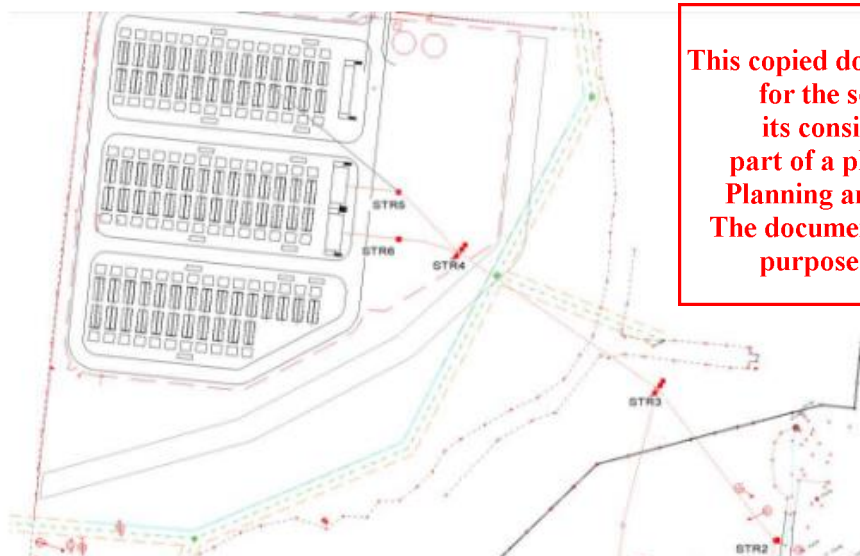 This copied do
for the s
its consi
part of a p
Planning a
The docume
purpose
STR5
STR6
STR4
STR3
STR2